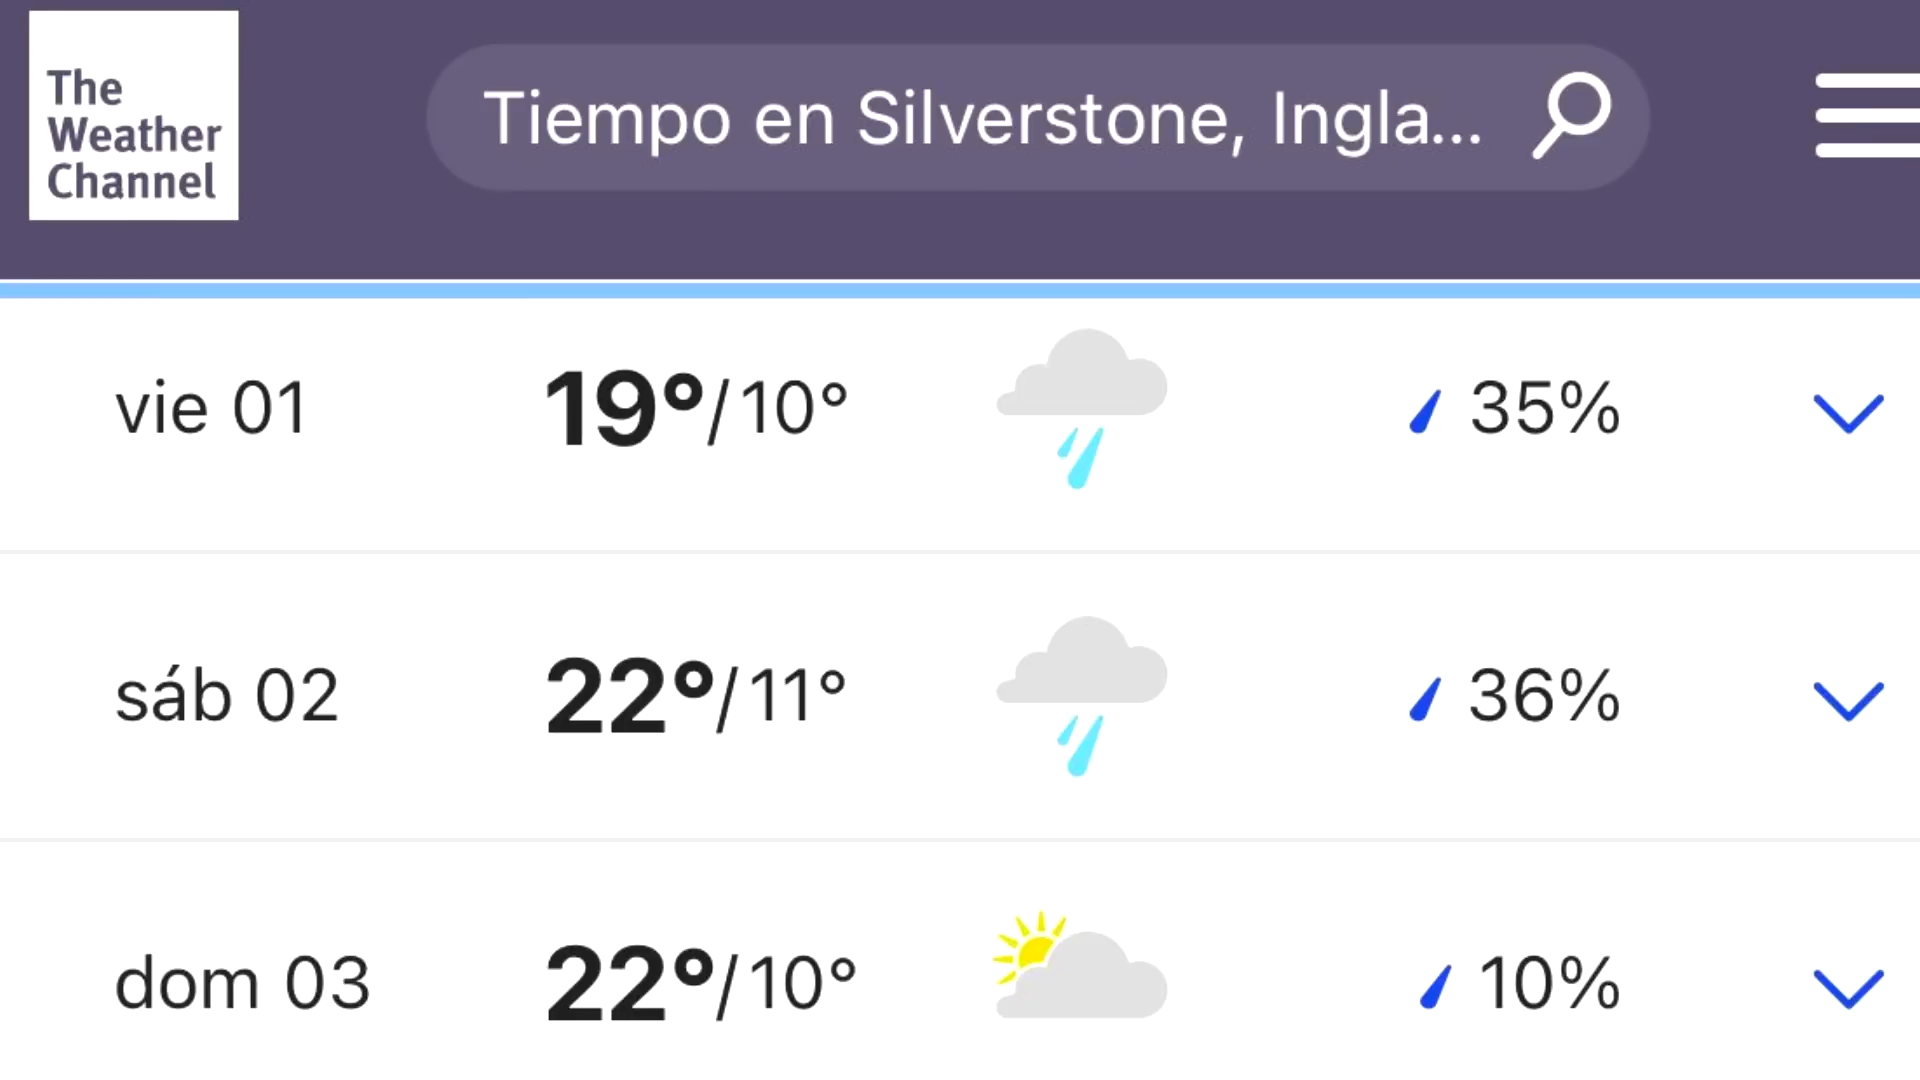 The
Weather
Channel
Tiempo en Silverstone, Ingla...
vie 01 19°/10° 35%
sáb 02 22°/11° 36%
dom 03 22°/10° 10%